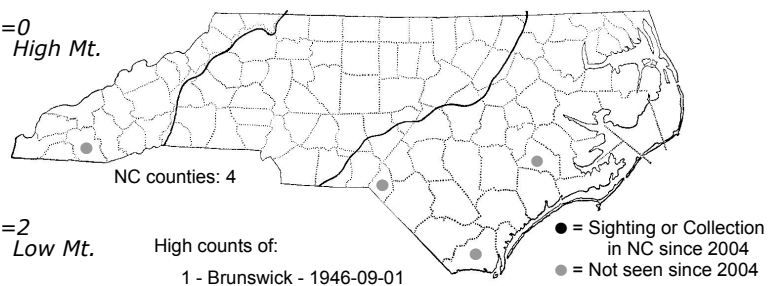 =0
High Mt.
NC counties: 4
=2
Low Mt.
High counts of:
1 - Brunswick - 1946-09-01
● = Sighting or Collection
in NC since 2004
● = Not seen since 2004